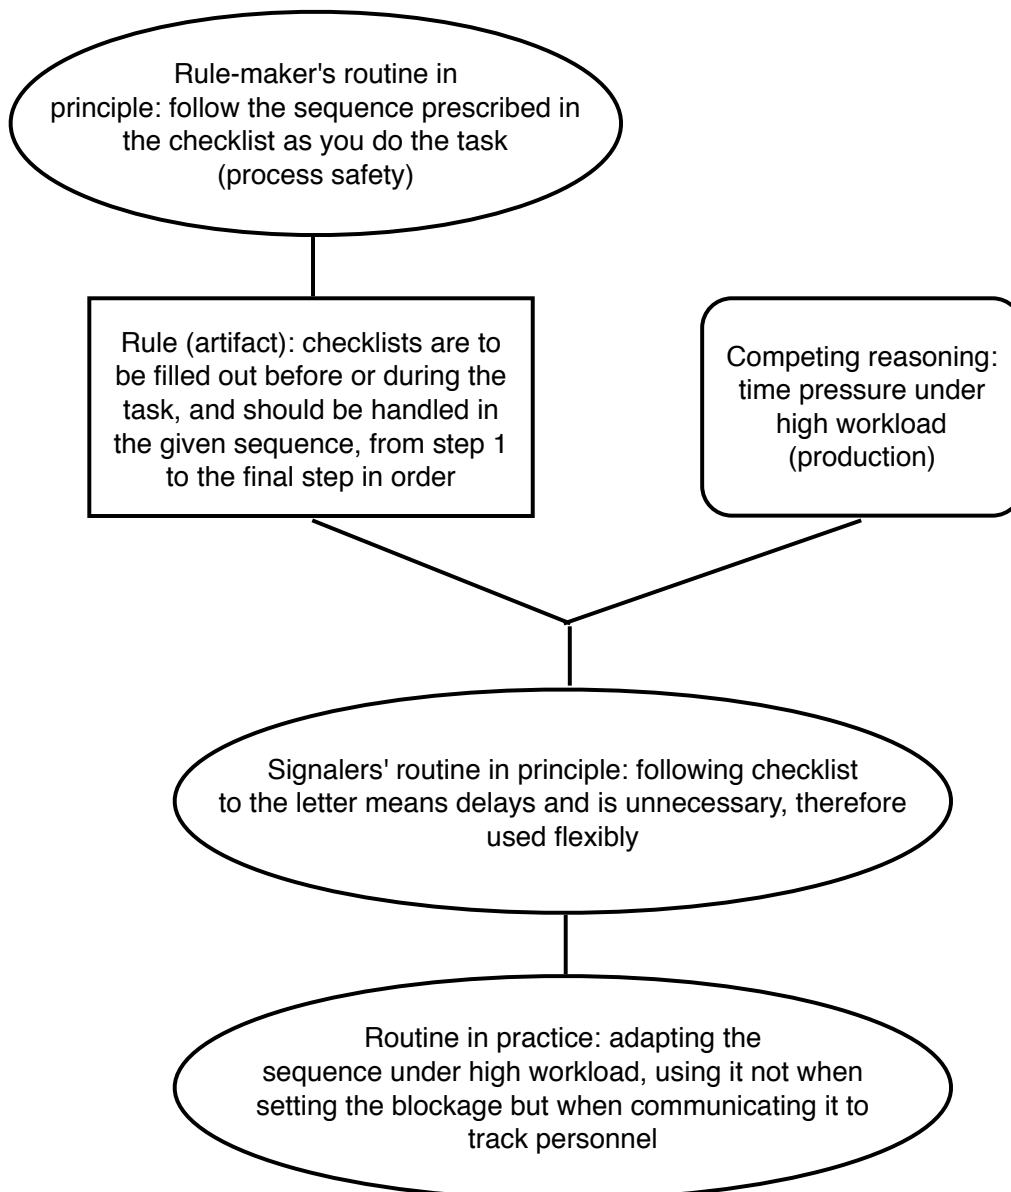 Rule-maker's routine in
principle: follow the sequence prescribed in
the checklist as you do the task
(process safety)
Rule (artifact): checklists are to
be filled out before or during the
task, and should be handled in
the given sequence, from step 1
to the final step in order
Competing reasoning:
time pressure under
high workload
(production)
Signalers' routine in principle: following checklist
to the letter means delays and is unnecessary, therefore
used flexibly
Routine in practice: adapting the
sequence under high workload, using it not when
setting the blockage but when communicating it to
track personnel